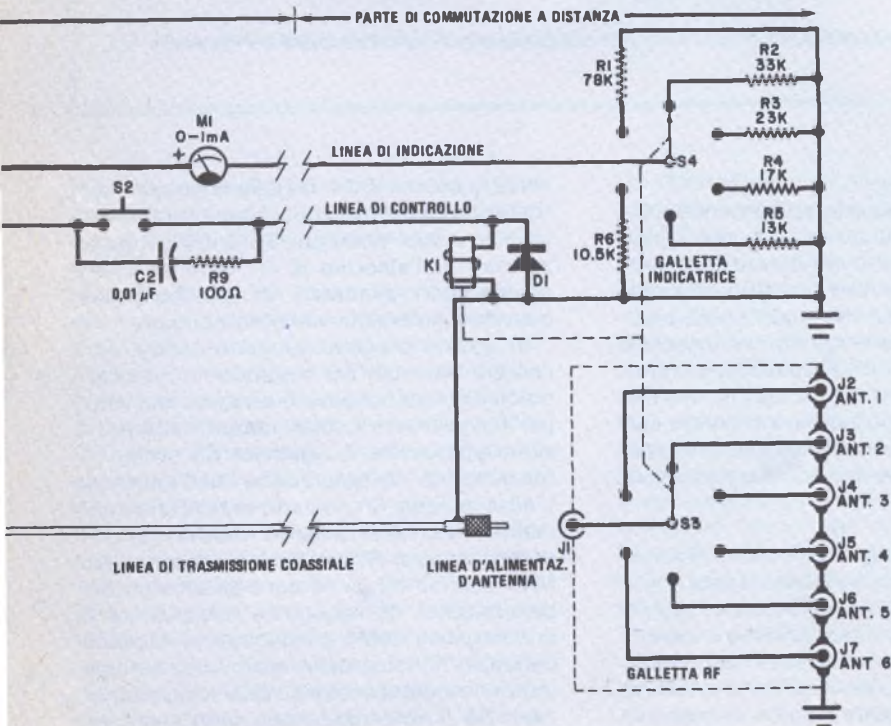 PARTE DI COMMUTAZIONE A DISTANZA
R1
78K
R2
33K
R3
23K
R4
17K
R5
13K
R6
10.5K
M1
0-1mA
+
LINEA DI INDICAZIONE
S4
S2
LINEA DI CONTROLLO
C2
0,01 µF
R9
100Ω
K1
D1
GALLETTA
INDICATRICE
J2
ANT. 1
J3
ANT. 2
J4
ANT. 3
J5
ANT. 4
J6
ANT. 5
J7
ANT 6
J1
S3
LINEA DI TRASMISSIONE COASSIALE
LINEA D'ALIMENTAZ.
D'ANTENNA
GALLETTA RF